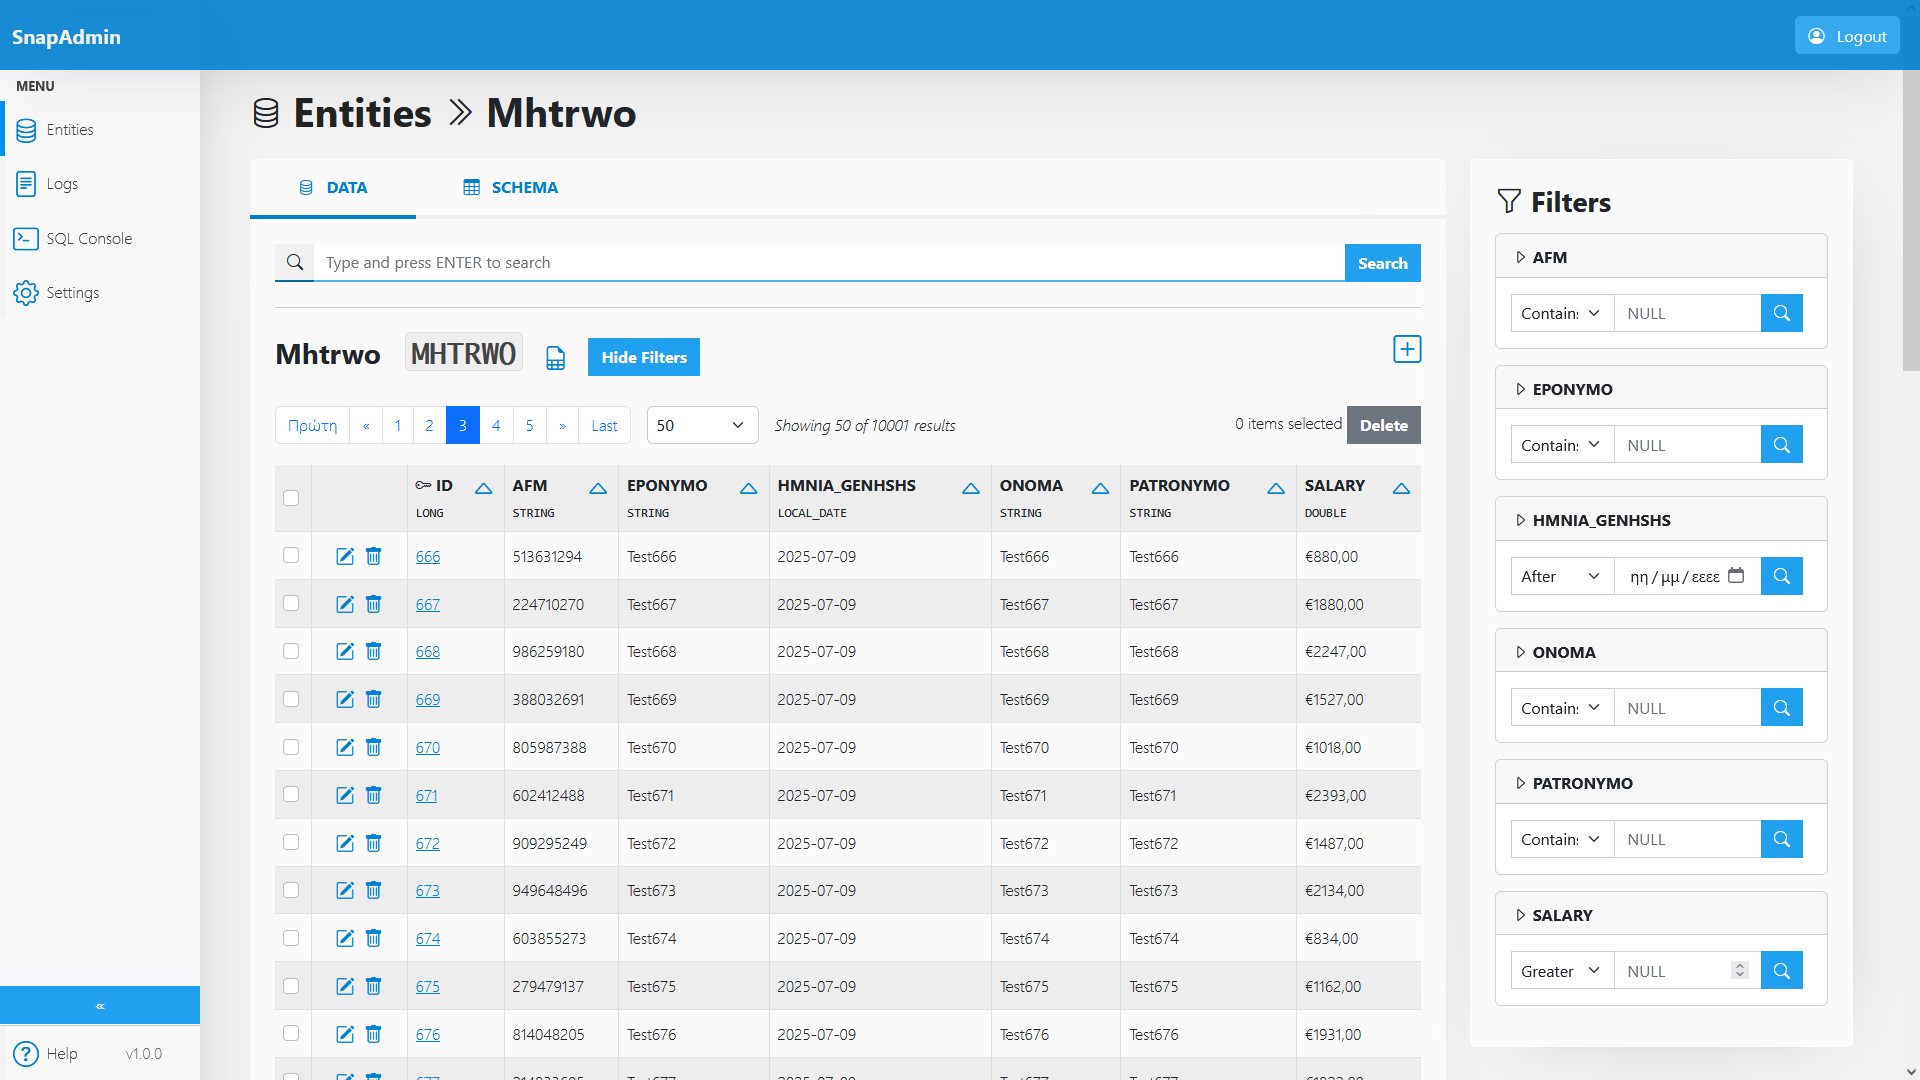 SnapAdmin
Logout
MENU
Entities
Logs
SQL Console
Settings
«
Help v1.0.0
Entities » Mhtrwo
DATA SCHEMA
Type and press ENTER to search Search
Mhtrwo MHTRWO Hide Filters
Πρώτη « 1 2 3 4 5 » Last 50 Showing 50 of 10001 results 0 items selected Delete
ID AFM EPONYMO HMNIA_GENHSHS ONOMA PATRONYMO SALARY
LONG STRING STRING LOCAL_DATE STRING STRING DOUBLE
666 513631294 Test666 2025-07-09 Test666 Test666 €880,00
667 224710270 Test667 2025-07-09 Test667 Test667 €1880,00
668 986259180 Test668 2025-07-09 Test668 Test668 €2247,00
669 388032691 Test669 2025-07-09 Test669 Test669 €1527,00
670 805987388 Test670 2025-07-09 Test670 Test670 €1018,00
671 602412488 Test671 2025-07-09 Test671 Test671 €2393,00
672 909295249 Test672 2025-07-09 Test672 Test672 €1487,00
673 949648496 Test673 2025-07-09 Test673 Test673 €2134,00
674 603855273 Test674 2025-07-09 Test674 Test674 €834,00
675 279479137 Test675 2025-07-09 Test675 Test675 €1162,00
676 814048205 Test676 2025-07-09 Test676 Test676 €1931,00
Filters
AFM
Contain: NULL
EPONYMO
Contain: NULL
HMNIA_GENHSHS
After ηη/μμ/εεεε
ONOMA
Contain: NULL
PATRONYMO
Contain: NULL
SALARY
Greater NULL